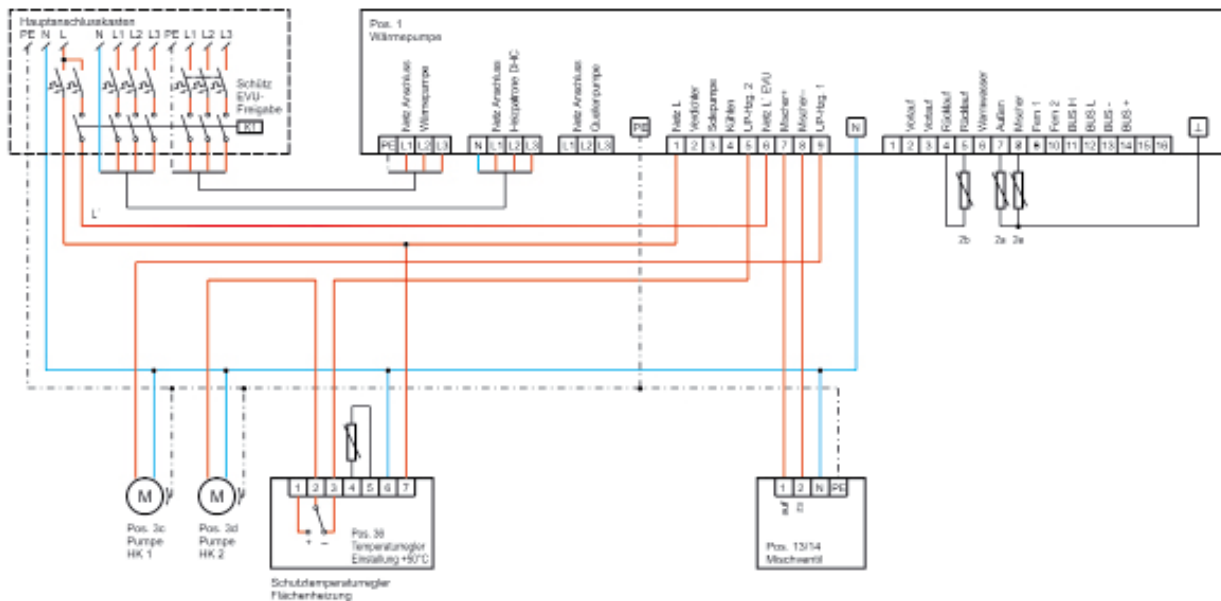 Hauptanschlusskasten
PE N L N L1 L2 L3 PE L1 L2 L3
Schütz
EVU-
Freigabe
K1
L'
Pos. 1
Wärmepumpe
Netz Anschluss
Wärmepumpe
PE L1 L2 L3
Netz Anschluss
Heizpatrone DHC
N L1 L2 L3
Netz Anschluss
Quellenpumpe
L1 L2 L3
PE
Netz L
Verdichter
Solepumpe
Kühlen
UP-Hzg. 2
Netz L' EVU
Mischer+
Mischer–
UP-Hzg. 1
1 2 3 4 5 6 7 8 9
N
Vorlauf
Vorlauf
Rücklauf
Rücklauf
Warmwasser
Außen
Mischer
Fern 1
Fern 2
BUS H
BUS L
BUS -
BUS +
1 2 3 4 5 6 7 8 9 10 11 12 13 14 15 16
⊥
2b 2a
M
Pos. 3c
Pumpe
HK 1
M
Pos. 3d
Pumpe
HK 2
1 2 3 4 5 6 7
+ –
Temperaturregler
Einstellung +50°C
Schutztemperaturregler
Flächenheizung
1 2 N PE
auf
zu
Pos. 13/14
Mischventil